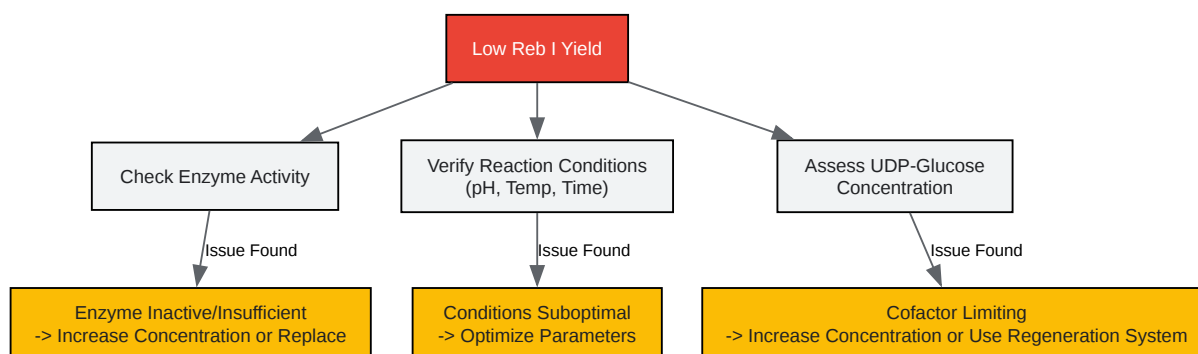 Low Reb I Yield
Check Enzyme Activity
Verify Reaction Conditions
(pH, Temp, Time)
Assess UDP-Glucose
Concentration
Issue Found
Issue Found
Issue Found
Enzyme Inactive/Insufficient
-> Increase Concentration or Replace
Conditions Suboptimal
-> Optimize Parameters
Cofactor Limiting
-> Increase Concentration or Use Regeneration System